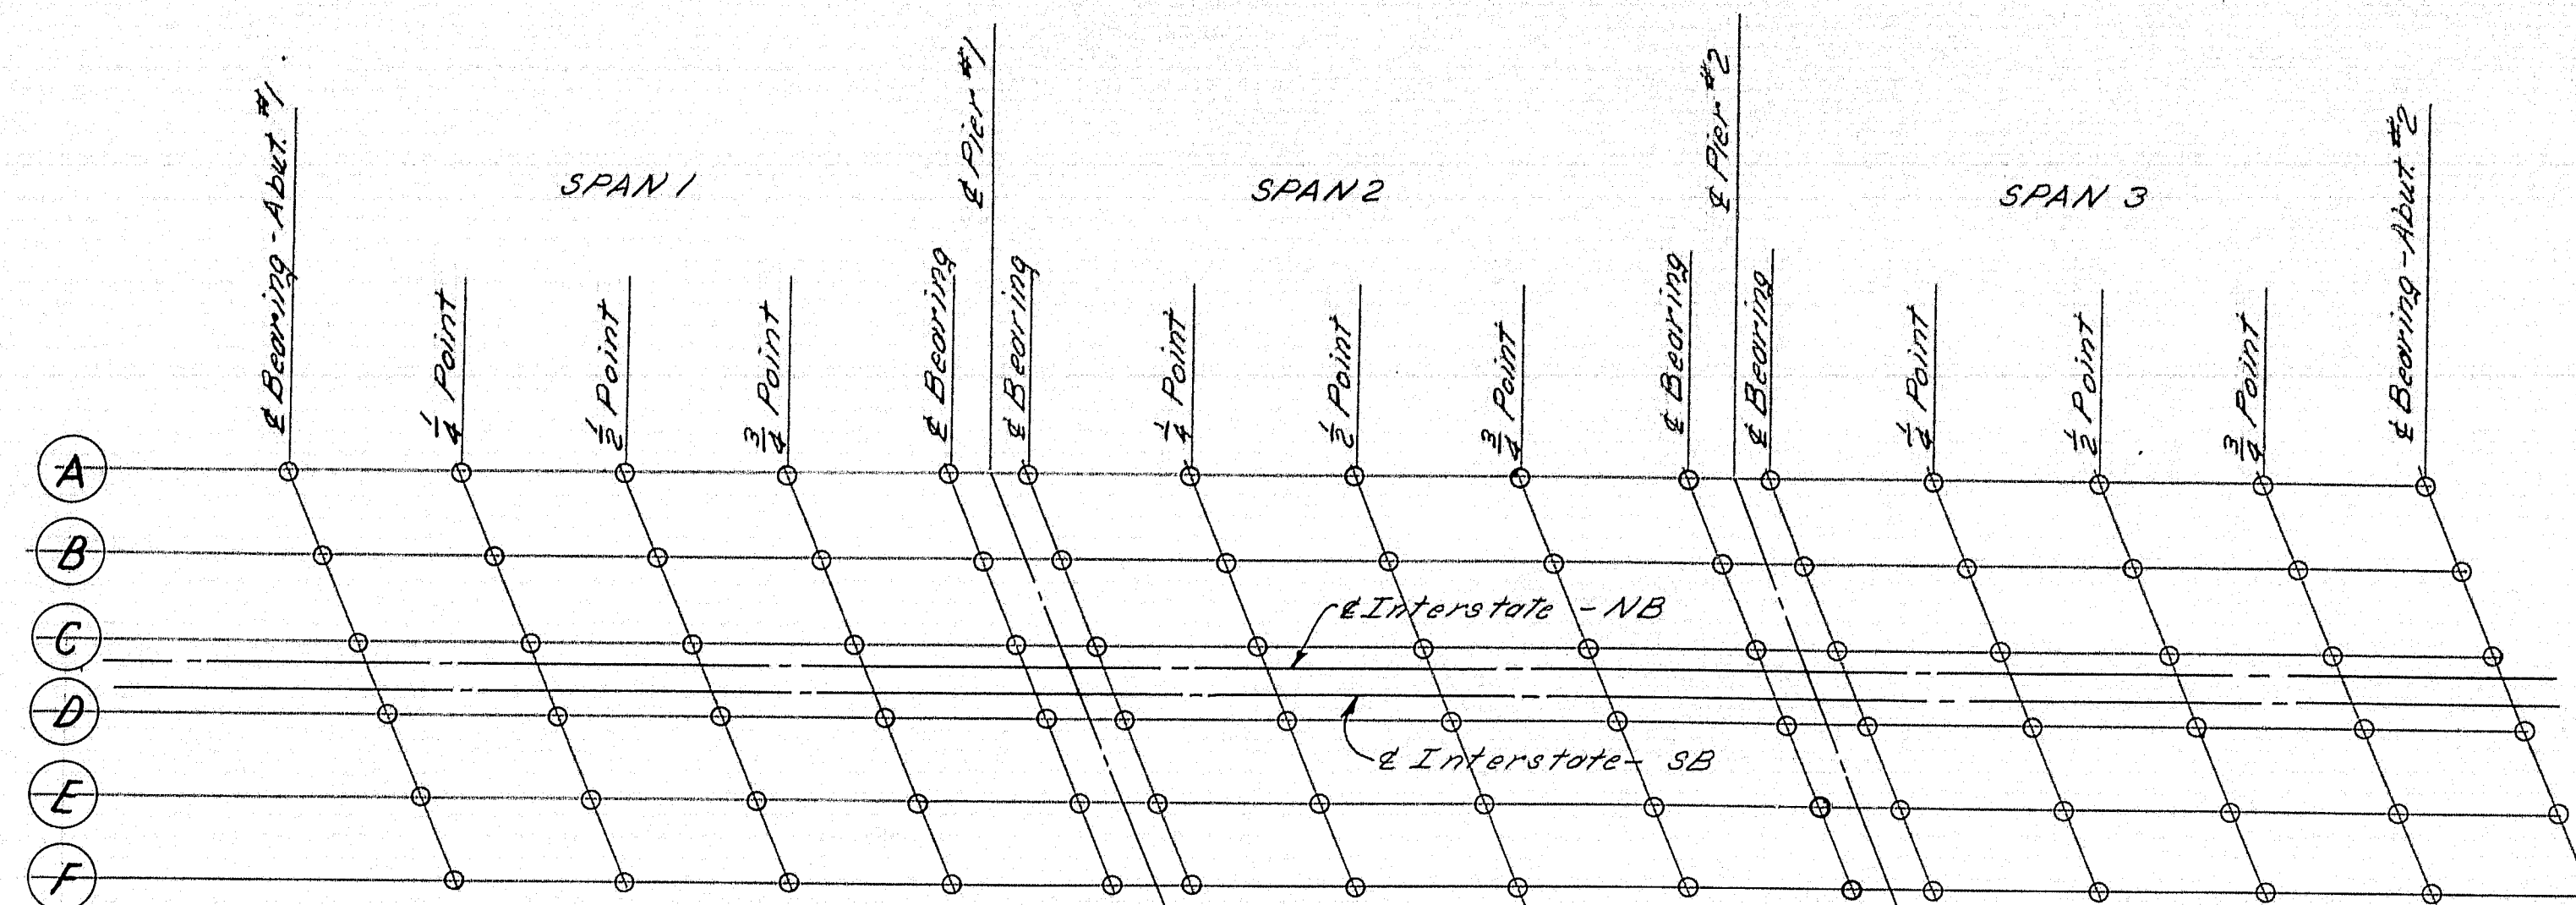 ℄ Bearing - Abut. #1.
SPAN 1
℄ Pier #1
SPAN 2
℄ Pier #2
SPAN 3
℄ Bearing - Abut. #2
1/4 Point
1/2 Point
3/4 Point
℄ Bearing
℄ Bearing
1/4 Point
1/2 Point
3/4 Point
℄ Bearing
℄ Bearing
1/4 Point
1/2 Point
3/4 Point
A
B
C
℄ Interstate - NB
D
℄ Interstate - SB
E
F